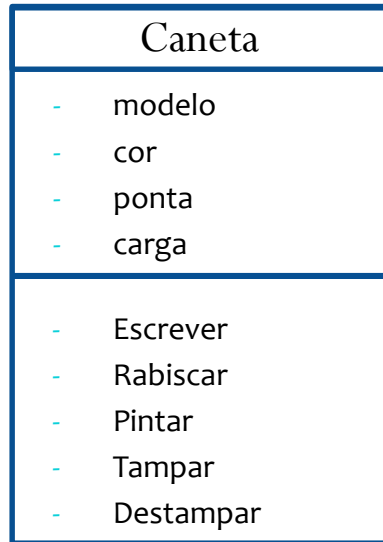 Caneta
- modelo
- cor
- ponta
- carga
- Escrever
- Rabiscar
- Pintar
- Tampar
- Destampar